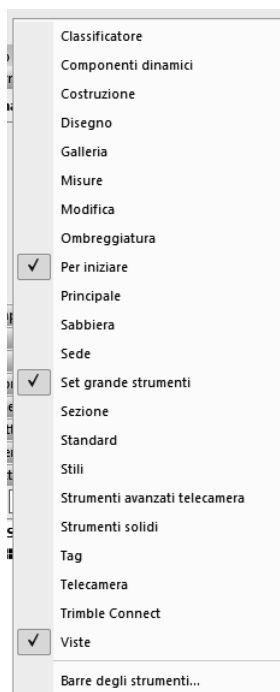 Classificatore
Componenti dinamici
Costruzione
Disegno
Galleria
Misure
Modifica
Ombreggiatura
Per iniziare
Principale
Sabbiera
Sede
Set grande strumenti
Sezione
Standard
Stili
Strumenti avanzati telecamera
Strumenti solidi
Tag
Telecamera
Trimble Connect
Viste
Barre degli strumenti...